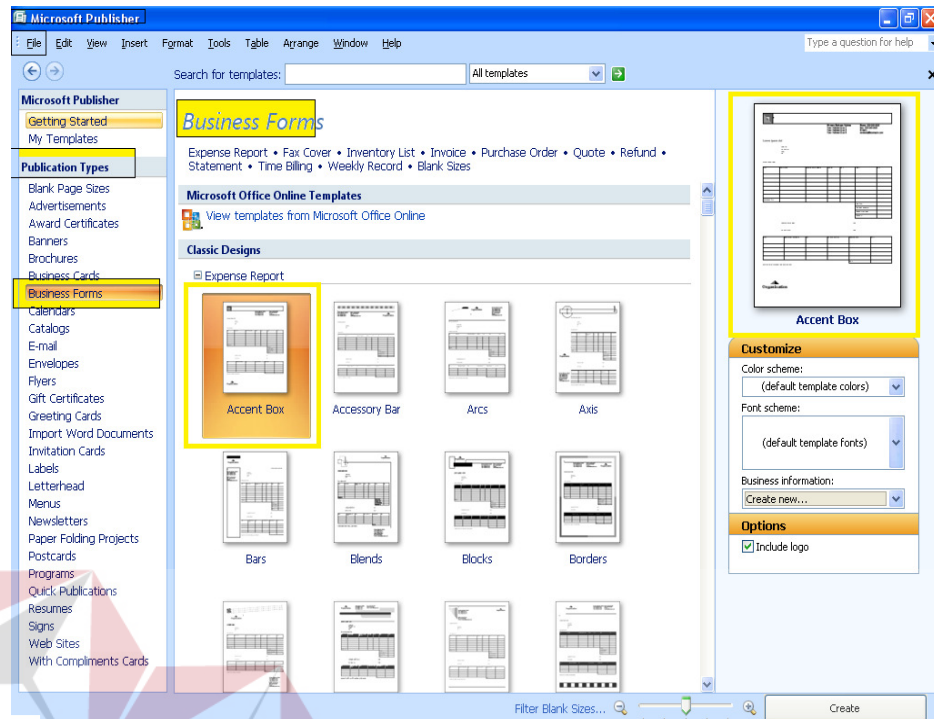 Microsoft Publisher
File Edit View Insert Format Tools Table Arrange Window Help
Type a question for help
Search for templates:
All templates
Microsoft Publisher
Getting Started
My Templates
Publication Types
Blank Page Sizes
Advertisements
Award Certificates
Banners
Brochures
Business Cards
Business Forms
Calendars
Catalogs
E-mail
Envelopes
Flyers
Gift Certificates
Greeting Cards
Import Word Documents
Invitation Cards
Labels
Letterhead
Menus
Newsletters
Paper Folding Projects
Postcards
Programs
Quick Publications
Resumes
Signs
Web Sites
With Compliments Cards
Business Forms
Expense Report • Fax Cover • Inventory List • Invoice • Purchase Order • Quote • Refund •
Statement • Time Billing • Weekly Record • Blank Sizes
Microsoft Office Online Templates
View templates from Microsoft Office Online
Classic Designs
Expense Report
Accent Box Accessory Bar Arcs Axis
Bars Blends Blocks Borders
Organization
Accent Box
Customize
Color scheme:
(default template colors)
Font scheme:
(default template fonts)
Business information:
Create new...
Options
Include logo
Filter Blank Sizes...
Create